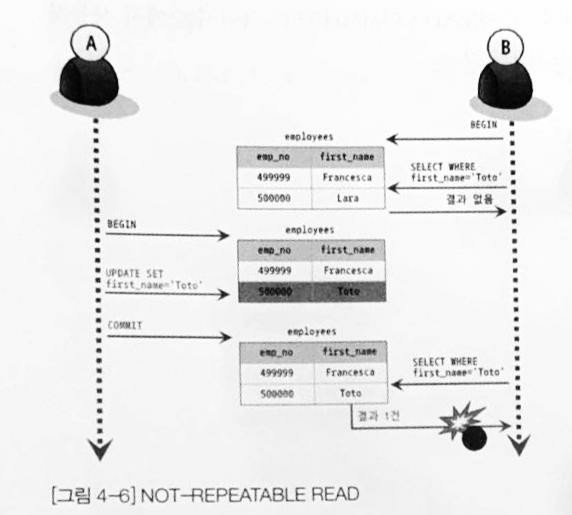 A
B
BEGIN
employees
emp_no first_name
499999 Francesca
500000 Lara
SELECT WHERE
first_name='Toto'
결과 없음
BEGIN
employees
emp_no first_name
499999 Francesca
500000 Toto
UPDATE SET
first_name='Toto'
COMMIT
employees
emp_no first_name
499999 Francesca
500000 Toto
SELECT WHERE
first_name='Toto'
결과 1건
[그림 4-6] NOT-REPEATABLE READ